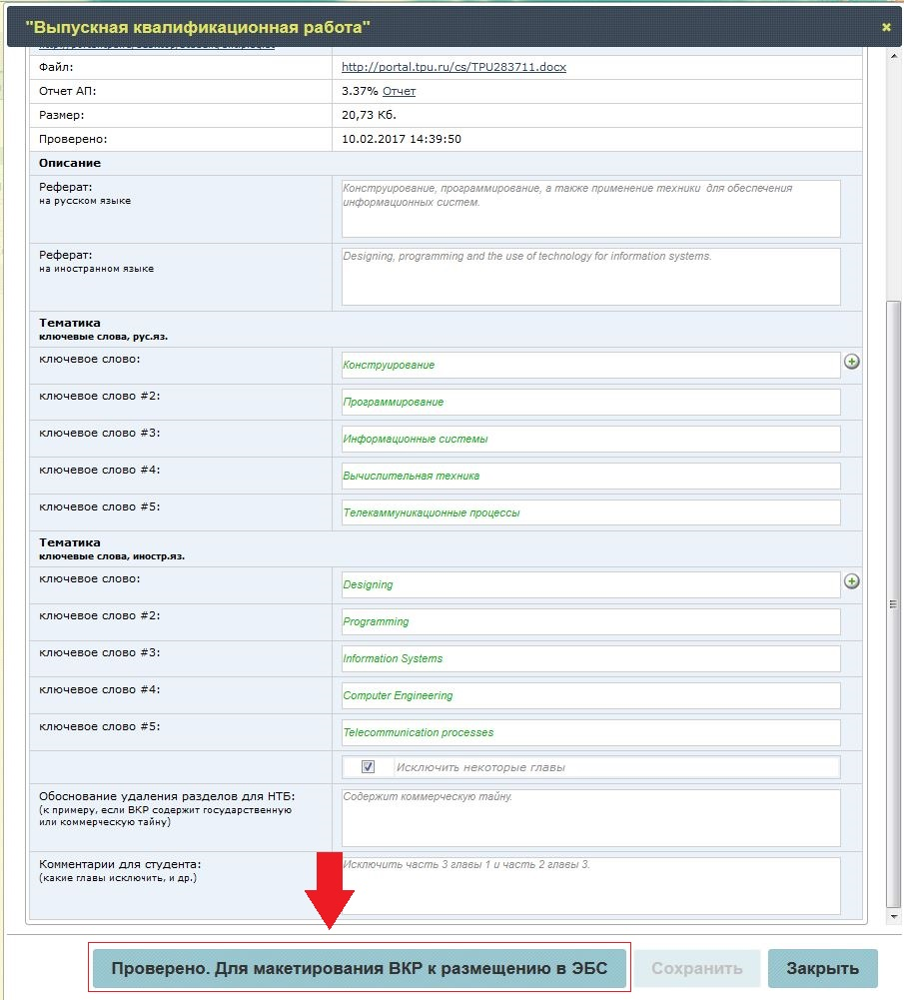 "Выпускная квалификационная работа"
Файл:
http://portal.tpu.ru/cs/TPU283711.docx
Отчет АП:
3.37% Отчет
Размер:
20,73 Кб.
Проверено:
10.02.2017 14:39:50
Описание
Реферат:
на русском языке
Конструирование, программирование, а также применение техники для обеспечения
информационных систем.
Реферат:
на иностранном языке
Designing, programming and the use of technology for information systems.
Тематика
ключевые слова, рус.яз.
ключевое слово:
Конструирование
ключевое слово #2:
Программирование
ключевое слово #3:
Информационные системы
ключевое слово #4:
Вычислительная техника
ключевое слово #5:
Телекоммуникационные процессы
Тематика
ключевые слова, иностр.яз.
ключевое слово:
Designing
ключевое слово #2:
Programming
ключевое слово #3:
Information Systems
ключевое слово #4:
Computer Engineering
ключевое слово #5:
Telecommunication processes
Исключить некоторые главы
Обоснование удаления разделов для НТБ:
(к примеру, если ВКР содержит государственную
или коммерческую тайну)
Содержит коммерческую тайну.
Комментарии для студента:
(какие главы исключить, и др.)
Исключить часть 3 главы 1 и часть 2 главы 3.
Проверено. Для макетирования ВКР к размещению в ЭБС
Сохранить
Закрыть